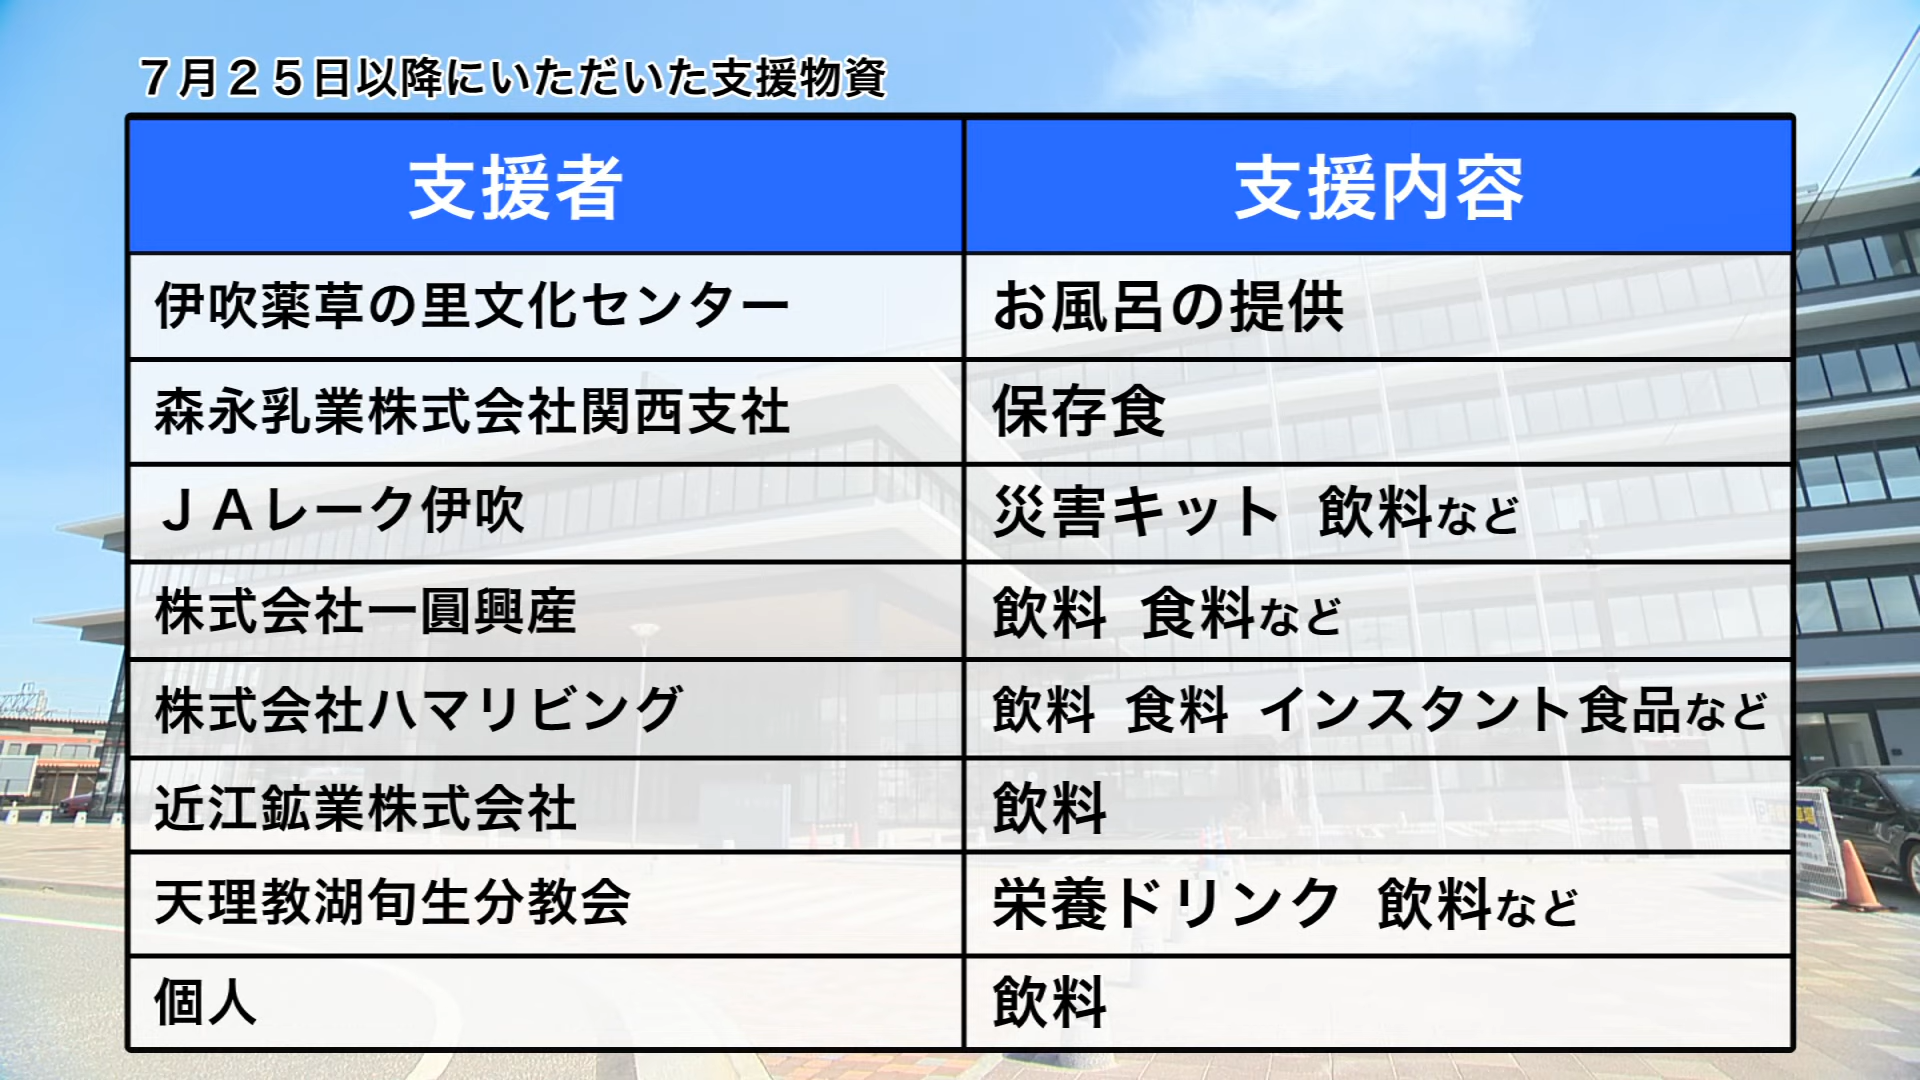 ７月２５日以降にいただいた支援物資
支援者 支援内容
伊吹薬草の里文化センター お風呂の提供
森永乳業株式会社関西支社 保存食
ＪＡレーク伊吹 災害キット 飲料など
株式会社一圓興産 飲料 食料など
株式会社ハマリビング 飲料 食料 インスタント食品など
近江鉱業株式会社 飲料
天理教湖旬生分教会 栄養ドリンク 飲料など
個人 飲料